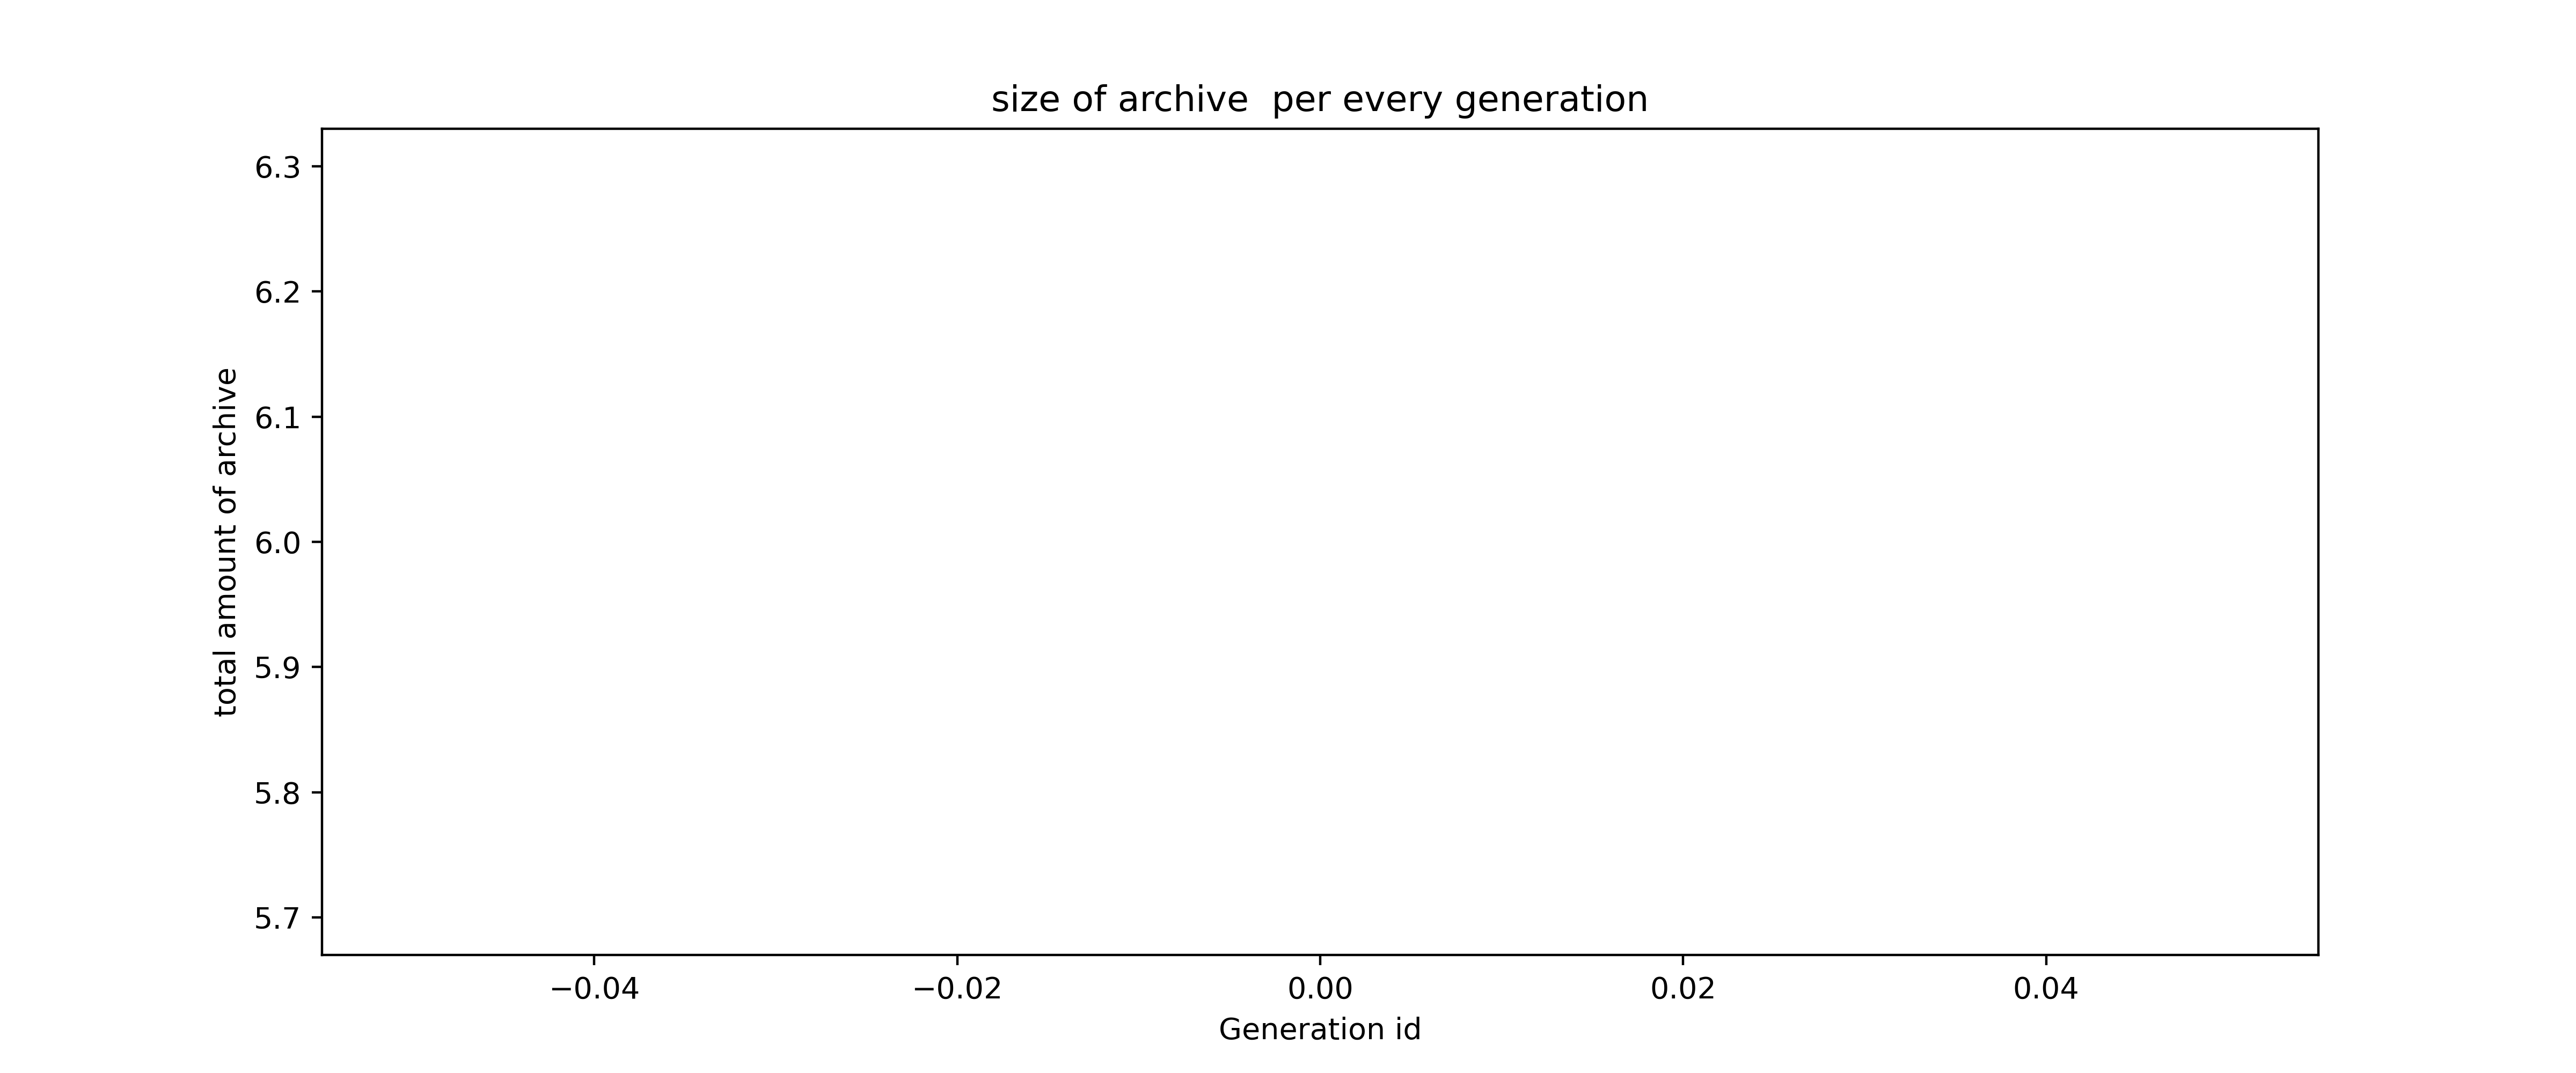 size of archive  per every generation
total amount of archive
6.3
6.2
6.1
6.0
5.9
5.8
5.7
−0.04 −0.02 0.00 0.02 0.04
Generation id